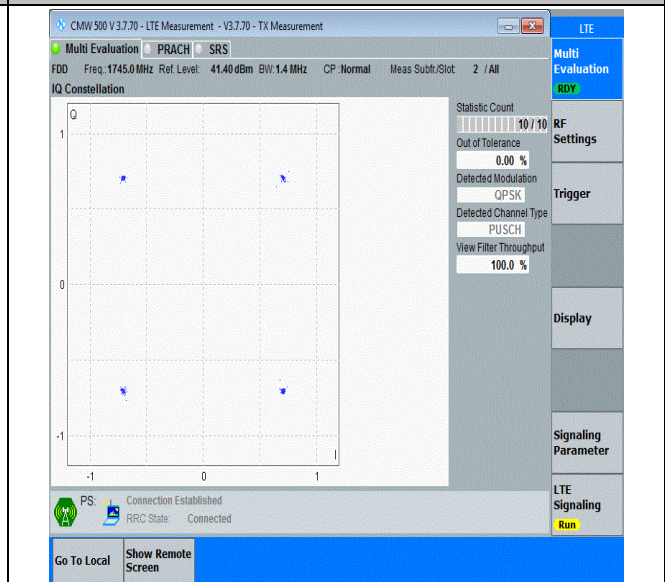 CMW 500 V 3.7.70 - LTE Measurement - V3.7.70 - TX Measurement
LTE
Multi Evaluation PRACH SRS
FDD Freq.:1745.0 MHz Ref. Level: 41.40 dBm BW:1.4 MHz CP :Normal Meas Subfr./Slot: 2 / All
IQ Constellation
Q
1
0
-1
I
-1 0 1
Statistic Count
10 / 10
Out of Tolerance
0.00 %
Detected Modulation
QPSK
Detected Channel Type
PUSCH
View Filter Throughput
100.0 %
Multi
Evaluation
RDY
RF
Settings
Trigger
Display
Signaling
Parameter
LTE
Signaling
Run
PS: Connection Established
RRC State: Connected
Go To Local
Show Remote
Screen